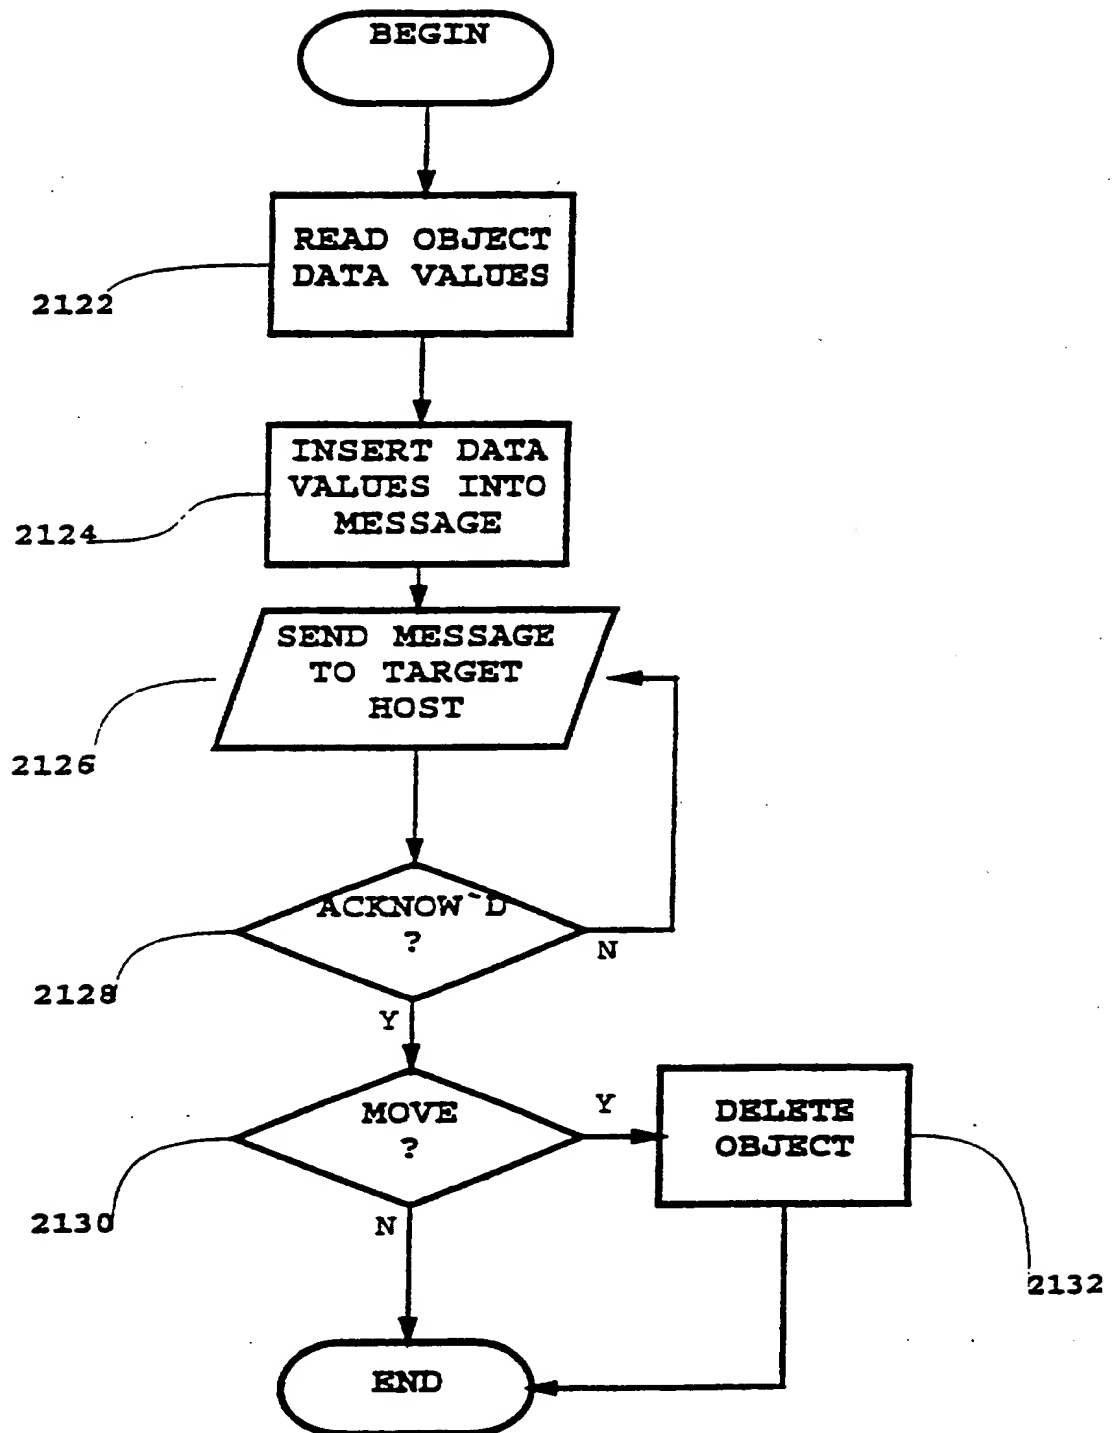 BEGIN
READ OBJECT
DATA VALUES
2122
INSERT DATA
VALUES INTO
MESSAGE
2124
SEND MESSAGE
TO TARGET
HOST
2126
ACKNOW`D
?
N
2128
Y
MOVE
?
Y
DELETE
OBJECT
2130
N
2132
END